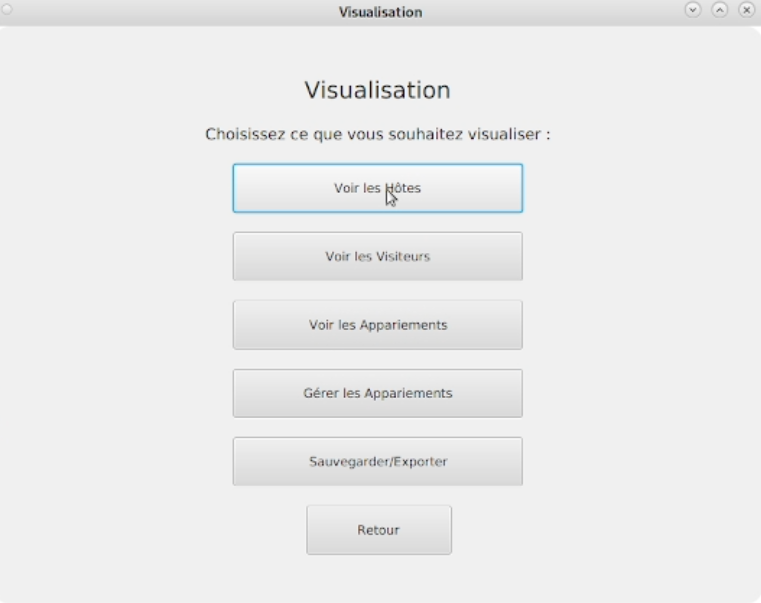 Visualisation
Visualisation
Choisissez ce que vous souhaitez visualiser :
Voir les Hôtes
Voir les Visiteurs
Voir les Appariements
Gérer les Appariements
Sauvegarder/Exporter
Retour